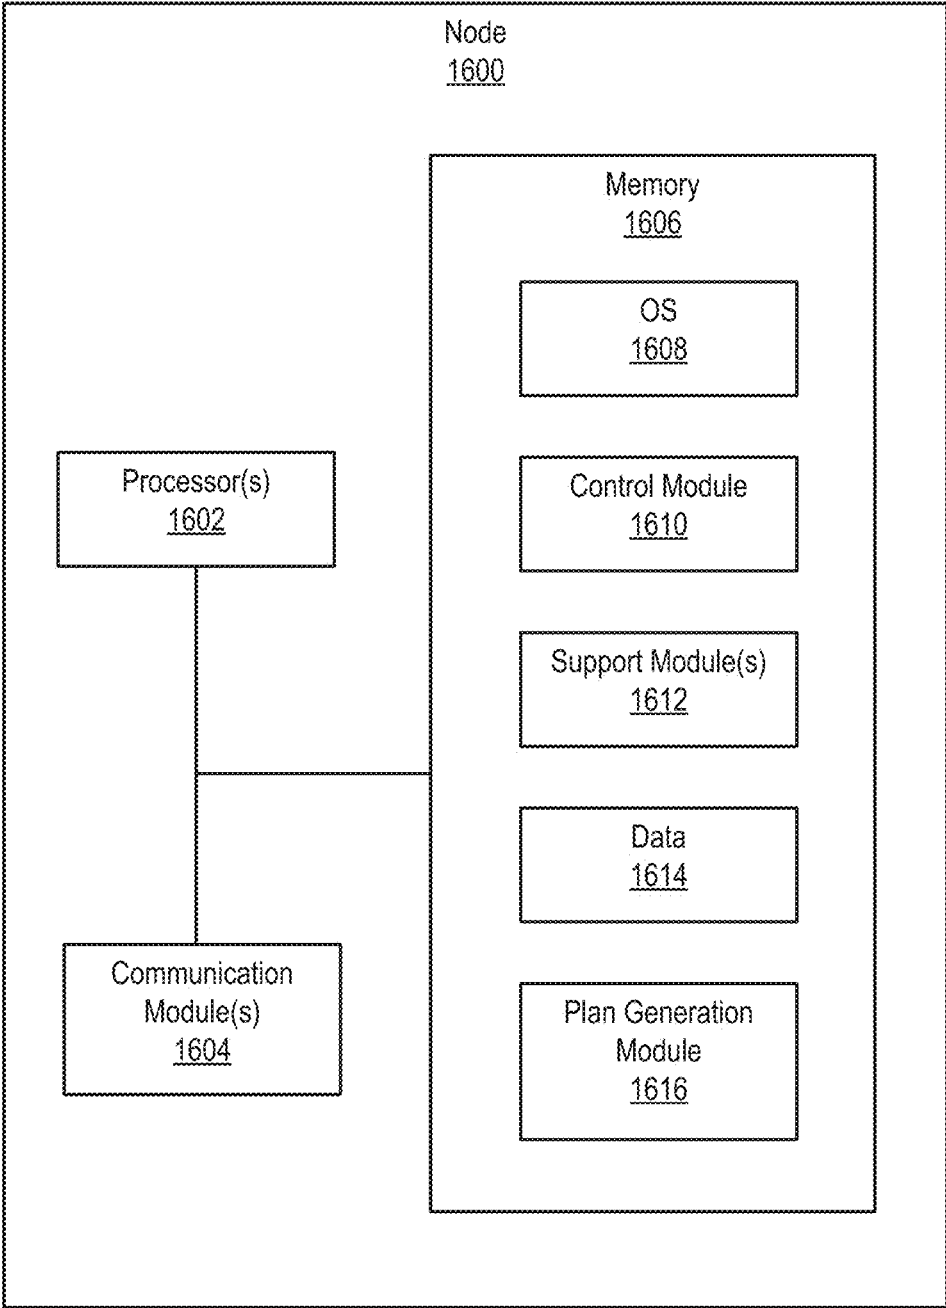 Node
1600
Memory
1606
OS
1608
Control Module
1610
Support Module(s)
1612
Data
1614
Plan Generation
Module
1616
Processor(s)
1602
Communication
Module(s)
1604